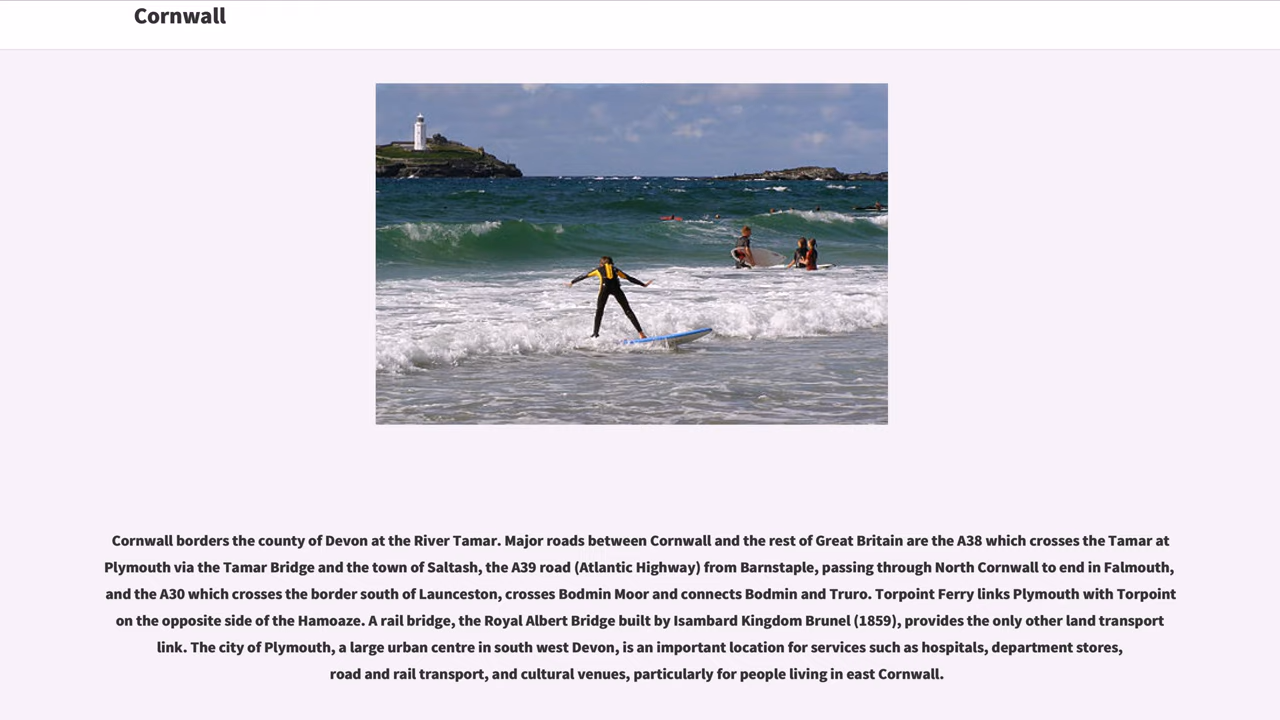 Cornwall
Cornwall borders the county of Devon at the River Tamar. Major roads between Cornwall and the rest of Great Britain are the A38 which crosses the Tamar at
Plymouth via the Tamar Bridge and the town of Saltash, the A39 road (Atlantic Highway) from Barnstaple, passing through North Cornwall to end in Falmouth,
and the A30 which crosses the border south of Launceston, crosses Bodmin Moor and connects Bodmin and Truro. Torpoint Ferry links Plymouth with Torpoint
on the opposite side of the Hamoaze. A rail bridge, the Royal Albert Bridge built by Isambard Kingdom Brunel (1859), provides the only other land transport
link. The city of Plymouth, a large urban centre in south west Devon, is an important location for services such as hospitals, department stores,
road and rail transport, and cultural venues, particularly for people living in east Cornwall.